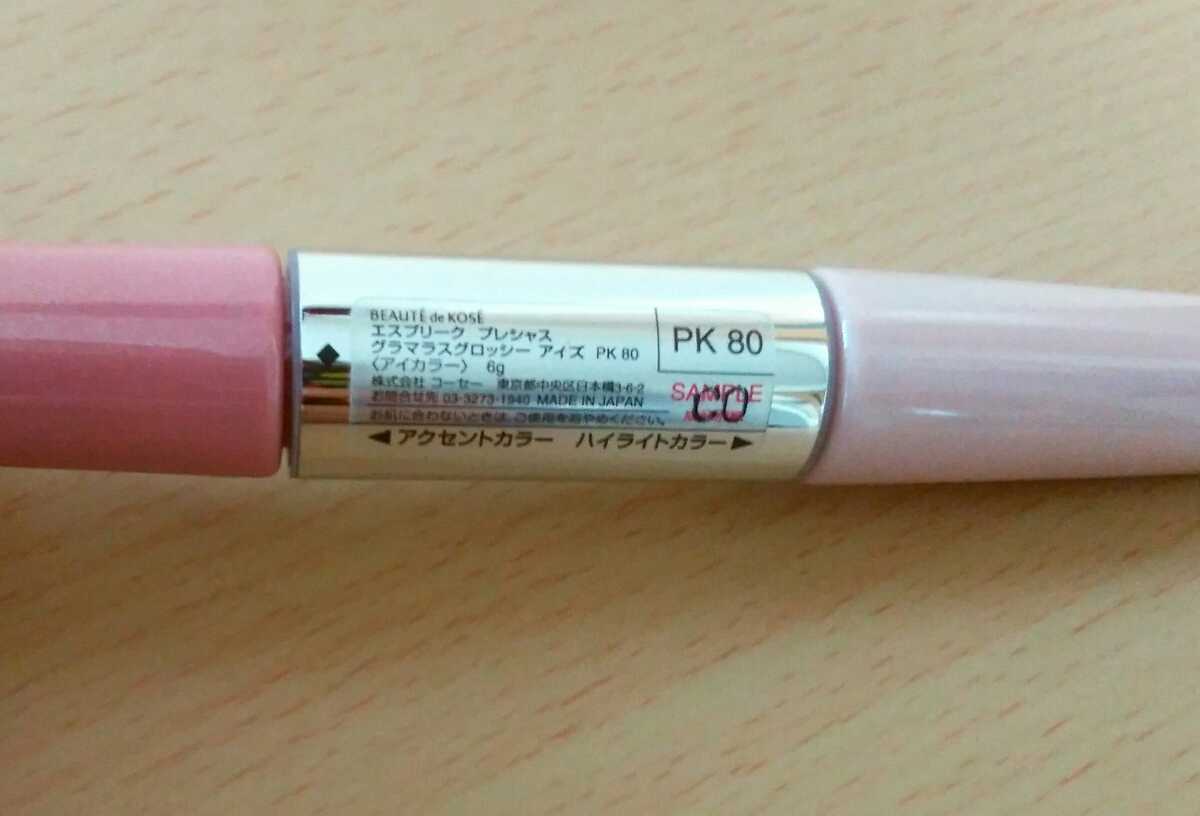 BEAUTÉ de KOSÉ
エスプリーク プレシャス
グラマラスグロッシー アイズ PK 80
〈アイカラー〉 6g
株式会社 コーセー 東京都中央区日本橋3-6-2
お問合せ先 03-3273-1940 MADE IN JAPAN
お肌に合わないときは、ご使用をおやめください。
PK 80
SAMPLE
◀アクセントカラー ハイライトカラー▶